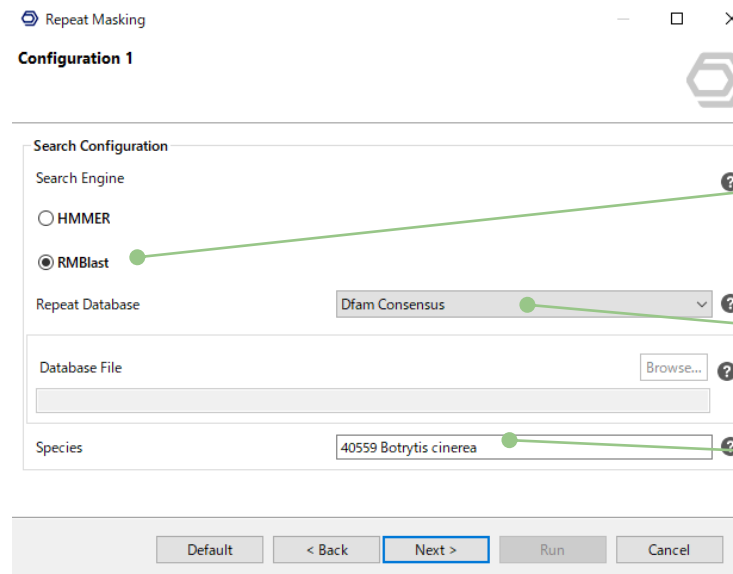 Repeat Masking
Configuration 1
Search Configuration
Search Engine
HMMER
RMBlast
Repeat Database Dfam Consensus
Database File Browse...
Species 40559 Botrytis cinerea
Default < Back Next > Run Cancel